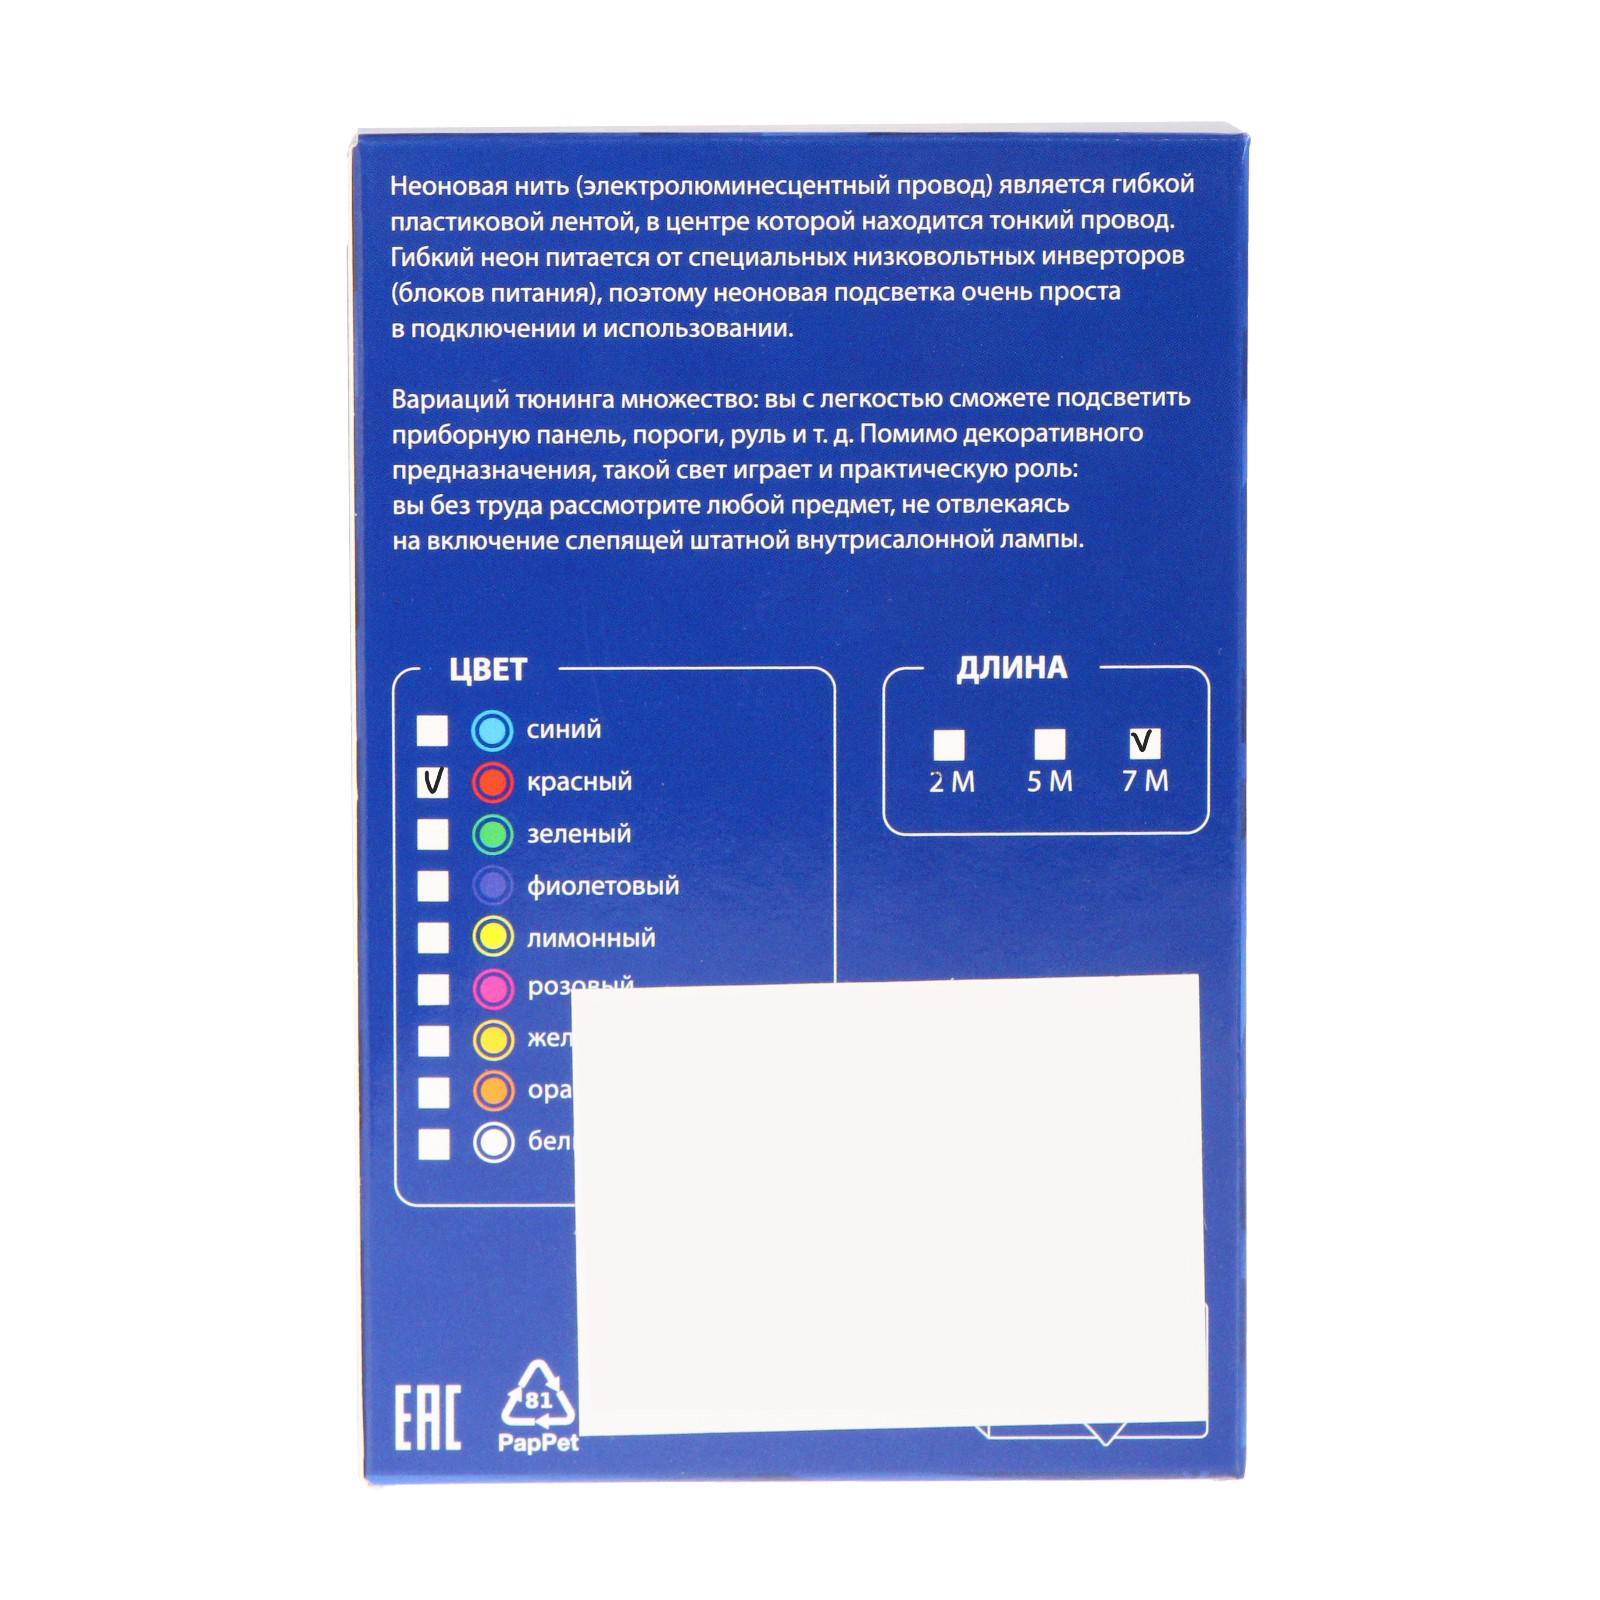 Неоновая нить (электролюминесцентный провод) является гибкой
пластиковой лентой, в центре которой находится тонкий провод.
Гибкий неон питается от специальных низковольтных инверторов
(блоков питания), поэтому неоновая подсветка очень проста
в подключении и использовании.
Вариаций тюнинга множество: вы с легкостью сможете подсветить
приборную панель, пороги, руль и т. д. Помимо декоративного
предназначения, такой свет играет и практическую роль:
вы без труда рассмотрите любой предмет, не отвлекаясь
на включение слепящей штатной внутрисалонной лампы.
ЦВЕТ
синий
красный
зеленый
фиолетовый
лимонный
розовый
ДЛИНА
2 М 5 М 7 М
EAC
81
PapPet